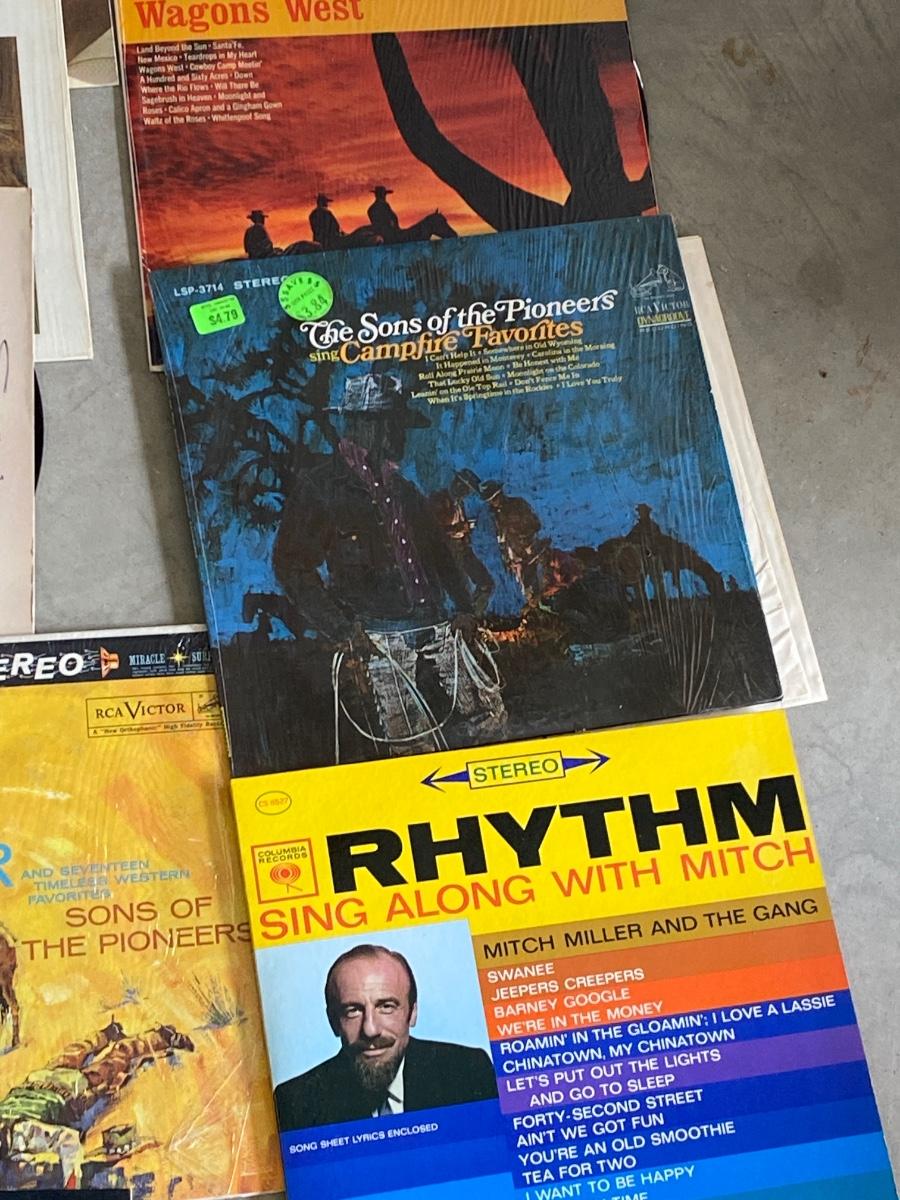 Wagons West
Land Beyond the Sun • Santa Fe,
New Mexico • Teardrops in My Heart
Wagons West • Cowboy Camp Meetin'
A Hundred and Sixty Acres • Down
Where the Rio Flows • Will There Be
Sagebrush in Heaven • Moonlight and
Roses • Calico Apron and a Gingham Gown
Waltz of the Roses • Whiffenpoof Song
LSP-3714 STEREO
$4.79
3.84
RCA VICTOR
DYNAGROOVE
RECORDING
The Sons of the Pioneers
sing Campfire Favorites
I Can't Help It • Somewhere in Old Wyoming
It Happened in Monterey • Carolina in the Morning
Roll Along Prairie Moon • Be Honest with Me
That Lucky Old Sun • Moonlight on the Colorado
Leanin' on the Ole Top Rail • Don't Fence Me In
When It's Springtime in the Rockies • I Love You Truly
EREO
MIRACLE SUR
RCA VICTOR
A "New Orthophonic" High Fidelity Rec
R
AND SEVENTEEN
TIMELESS WESTERN
FAVORITES
SONS OF
THE PIONEERS
STEREO
CS 8527
COLUMBIA
RECORDS
RHYTHM
SING ALONG WITH MITCH
MITCH MILLER AND THE GANG
SWANEE
JEEPERS CREEPERS
BARNEY GOOGLE
WE'RE IN THE MONEY
ROAMIN' IN THE GLOAMIN'; I LOVE A LASSIE
CHINATOWN, MY CHINATOWN
LET'S PUT OUT THE LIGHTS
AND GO TO SLEEP
FORTY-SECOND STREET
AIN'T WE GOT FUN
YOU'RE AN OLD SMOOTHIE
TEA FOR TWO
I WANT TO BE HAPPY
TIME
SONG SHEET LYRICS ENCLOSED